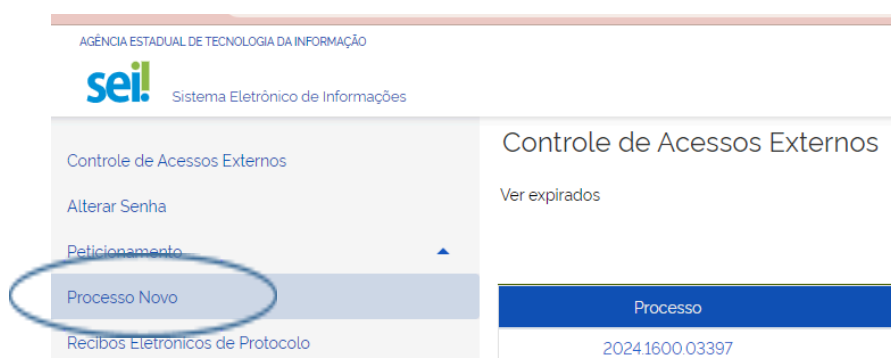 AGÊNCIA ESTADUAL DE TECNOLOGIA DA INFORMAÇÃO
sei!
Sistema Eletrônico de Informações
Controle de Acessos Externos
Alterar Senha
Peticionamento
Processo Novo
Recibos Eletrônicos de Protocolo
Controle de Acessos Externos
Ver expirados
Processo
2024.1600.03397